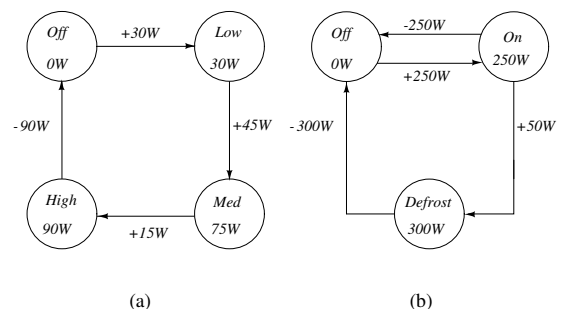 Off
0W
+30W
Low
30W
-90W
+45W
High
90W
+15W
Med
75W
(a)
Off
0W
-250W
+250W
On
250W
-300W
+50W
Defrost
300W
(b)